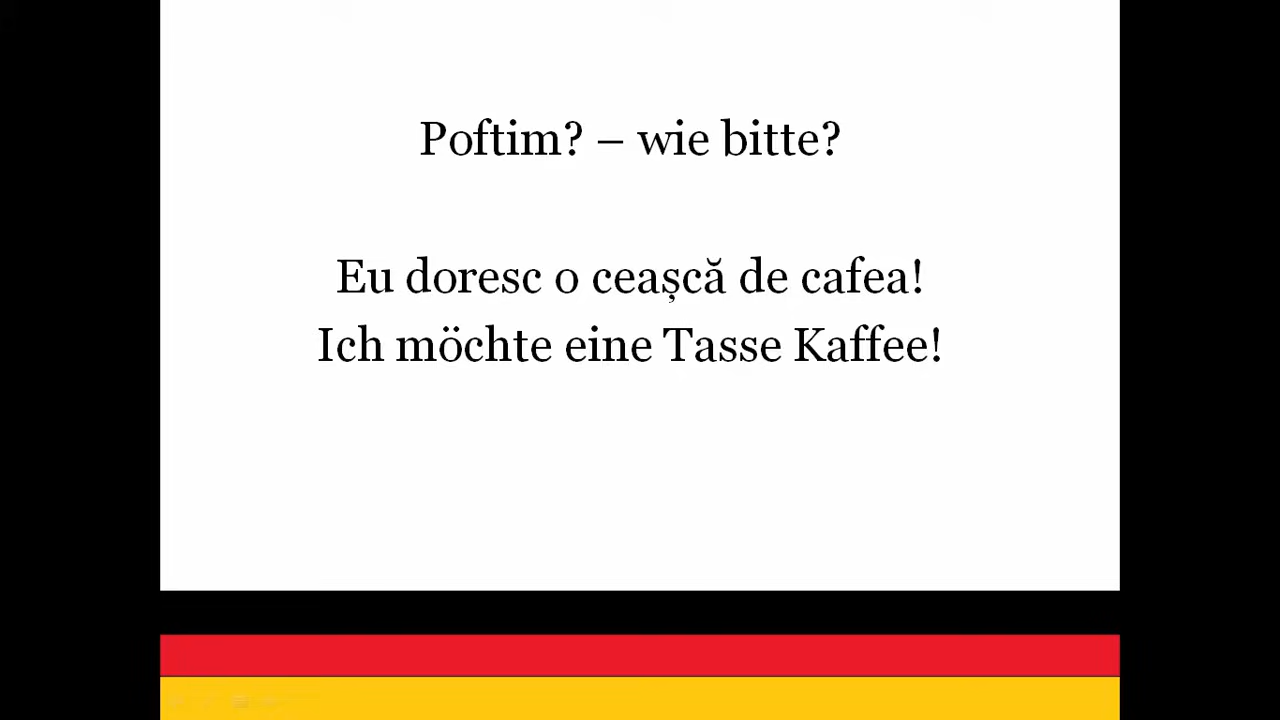 Poftim? – wie bitte?
Eu doresc o ceașcă de cafea!
Ich möchte eine Tasse Kaffee!